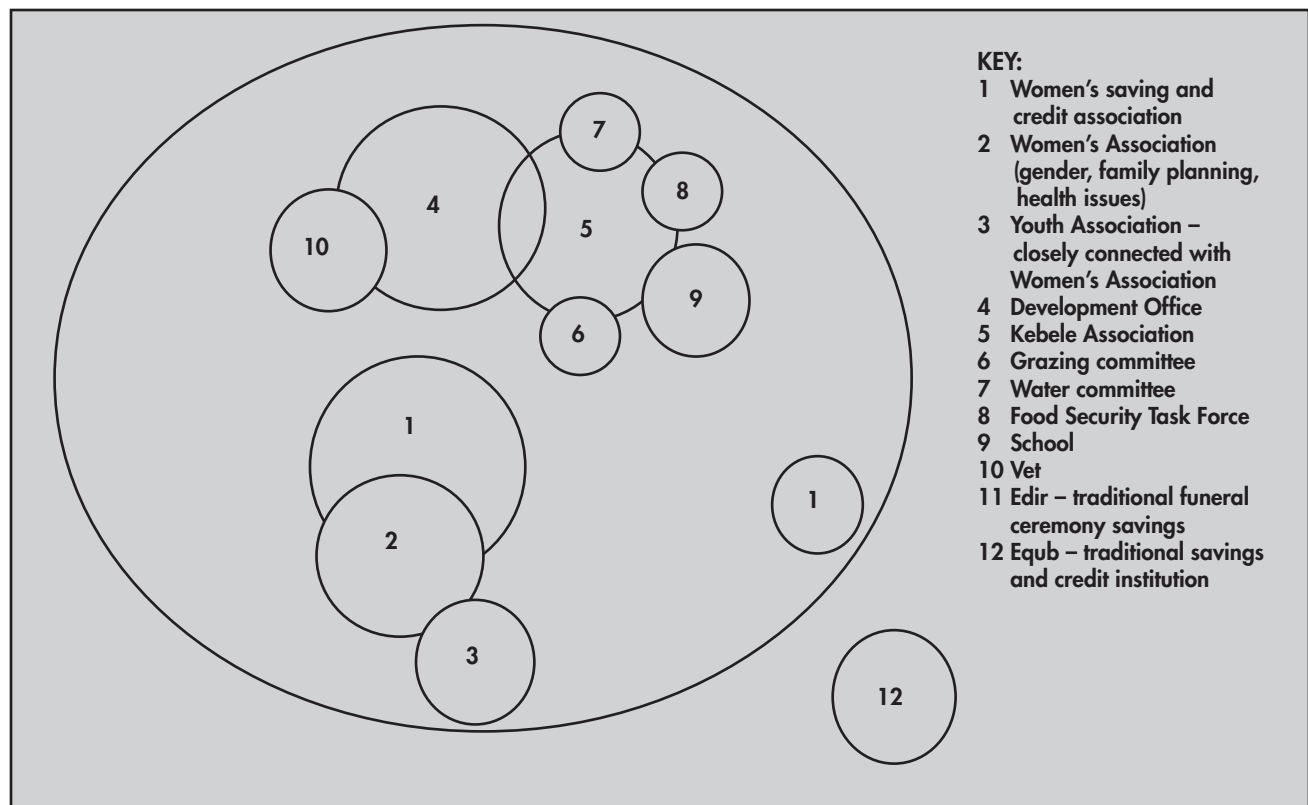 7
8
4
5
10
9
6
1
2
1
3
12
KEY:
1 Women's saving and
credit association
2 Women's Association
(gender, family planning,
health issues)
3 Youth Association –
closely connected with
Women's Association
4 Development Office
5 Kebele Association
6 Grazing committee
7 Water committee
8 Food Security Task Force
9 School
10 Vet
11 Edir – traditional funeral
ceremony savings
12 Equb – traditional savings
and credit institution